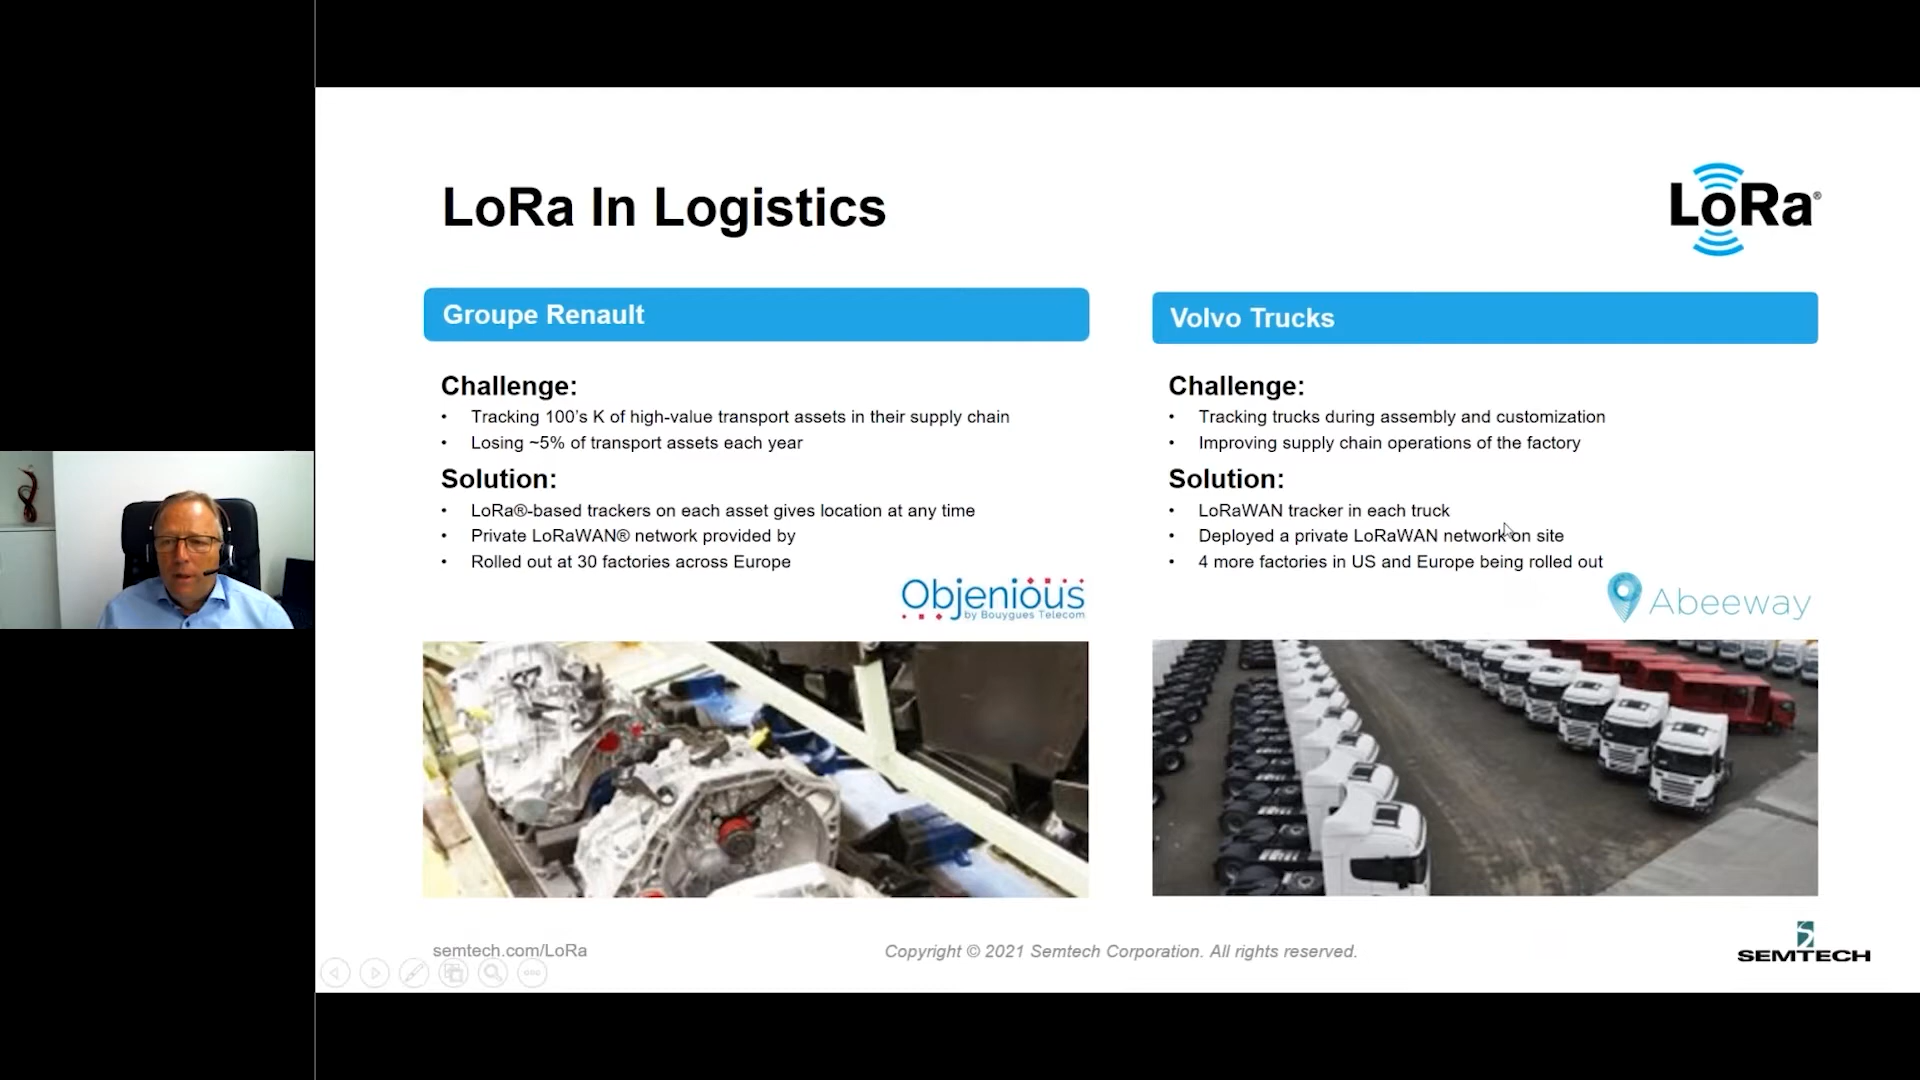 LoRa In Logistics
LoRa®
Groupe Renault
Challenge:
• Tracking 100's K of high-value transport assets in their supply chain
• Losing ~5% of transport assets each year
Solution:
• LoRa®-based trackers on each asset gives location at any time
• Private LoRaWAN® network provided by
• Rolled out at 30 factories across Europe
Objenious
by Bouygues Telecom
Volvo Trucks
Challenge:
• Tracking trucks during assembly and customization
• Improving supply chain operations of the factory
Solution:
• LoRaWAN tracker in each truck
• Deployed a private LoRaWAN network on site
• 4 more factories in US and Europe being rolled out
Abeeway
semtech.com/LoRa
Copyright © 2021 Semtech Corporation. All rights reserved.
SEMTECH